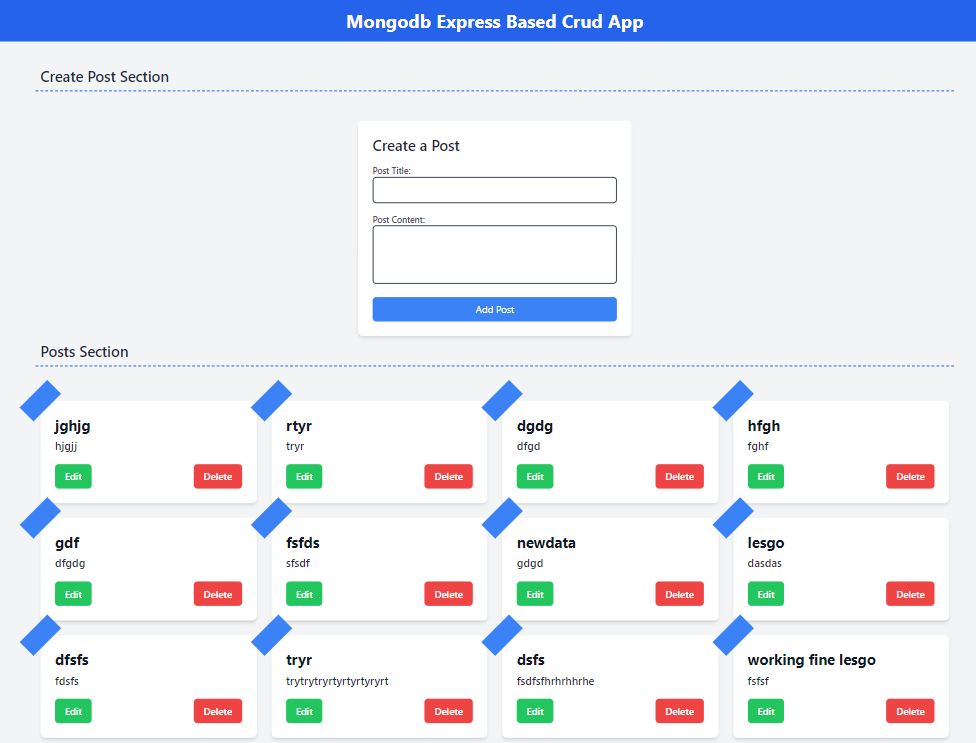 Mongodb Express Based Crud App
Create Post Section
Create a Post
Post Title:
Post Content:
Add Post
Posts Section
jghjg
hjgjj
Edit Delete
rtyr
tryr
Edit Delete
dgdg
dfgd
Edit Delete
hfgh
fghf
Edit Delete
gdf
dfgdg
Edit Delete
fsfds
sfsdf
Edit Delete
newdata
gdgd
Edit Delete
lesgo
dasdas
Edit Delete
dfsfs
fdsfs
Edit Delete
tryr
trytrytryrtyrtyrtyryrt
Edit Delete
dsfs
fsdfsfhrhrhhrhe
Edit Delete
working fine lesgo
fsfsf
Edit Delete